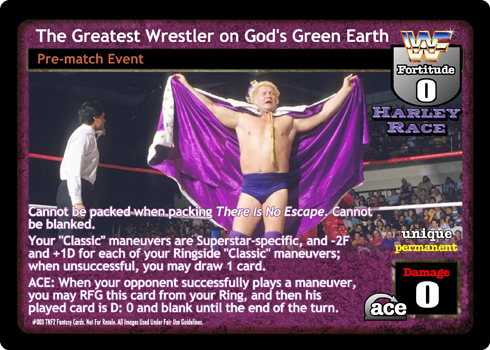 The Greatest Wrestler on God's Green Earth
Pre-match Event
WF
Fortitude
0
HARLEY
RACE
Cannot be packed when packing There Is No Escape. Cannot
be blanked.
Your "Classic" maneuvers are Superstar-specific, and -2F
and +1D for each of your Ringside "Classic" maneuvers;
when unsuccessful, you may draw 1 card.
ACE: When your opponent successfully plays a maneuver,
you may RFG this card from your Ring, and then his
played card is D: 0 and blank until the end of the turn.
unique
permanent
Damage
0
ace
#003 TNF2 Fantasy Cards. Not For Resale. All Images Used Under Fair Use Guidelines.